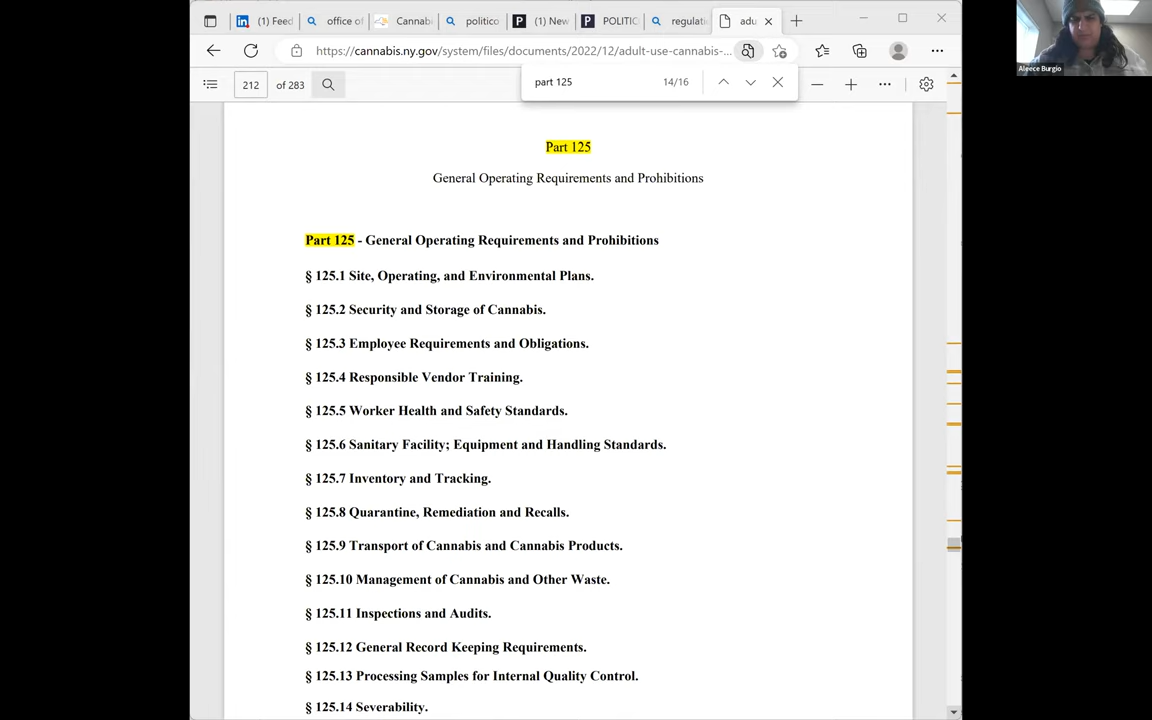 (1) Feed
office of
Cannab
politico
(1) New
POLITIC
regulati
adu
https://cannabis.ny.gov/system/files/documents/2022/12/adult-use-cannabis-...
Aleece Burgio
212 of 283
part 125 14/16
Part 125
General Operating Requirements and Prohibitions
Part 125 - General Operating Requirements and Prohibitions
§ 125.1 Site, Operating, and Environmental Plans.
§ 125.2 Security and Storage of Cannabis.
§ 125.3 Employee Requirements and Obligations.
§ 125.4 Responsible Vendor Training.
§ 125.5 Worker Health and Safety Standards.
§ 125.6 Sanitary Facility; Equipment and Handling Standards.
§ 125.7 Inventory and Tracking.
§ 125.8 Quarantine, Remediation and Recalls.
§ 125.9 Transport of Cannabis and Cannabis Products.
§ 125.10 Management of Cannabis and Other Waste.
§ 125.11 Inspections and Audits.
§ 125.12 General Record Keeping Requirements.
§ 125.13 Processing Samples for Internal Quality Control.
§ 125.14 Severability.